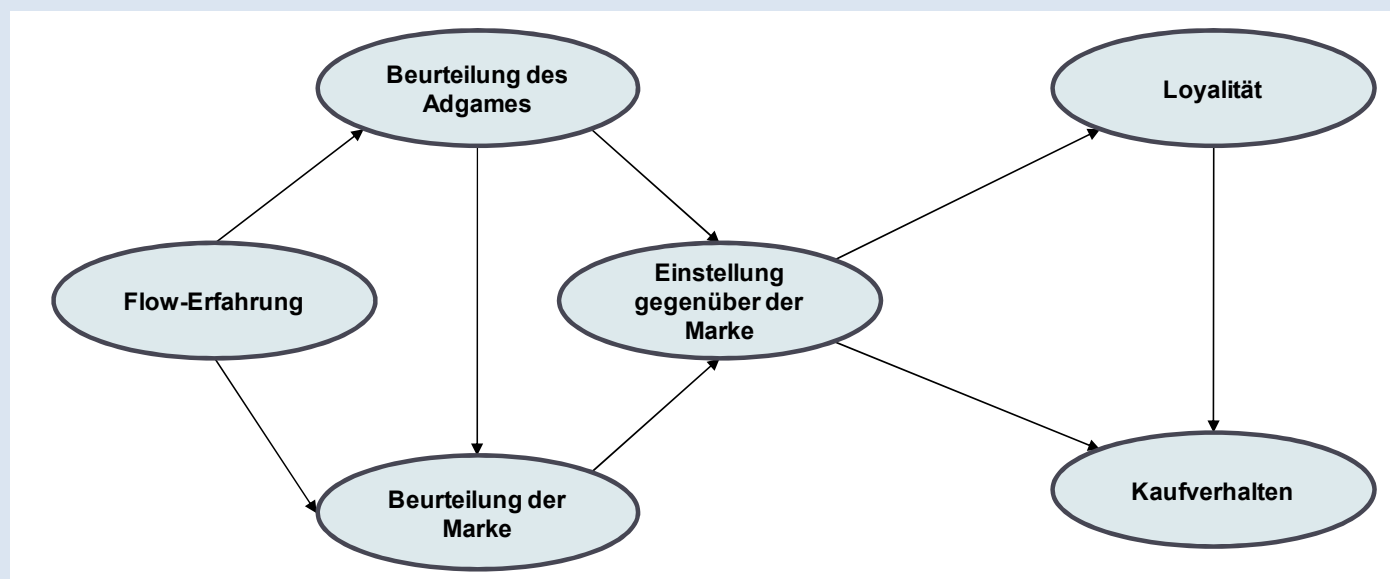 Beurteilung des
Adgames
Loyalität
Flow-Erfahrung
Einstellung
gegenüber der
Marke
Beurteilung der
Marke
Kaufverhalten